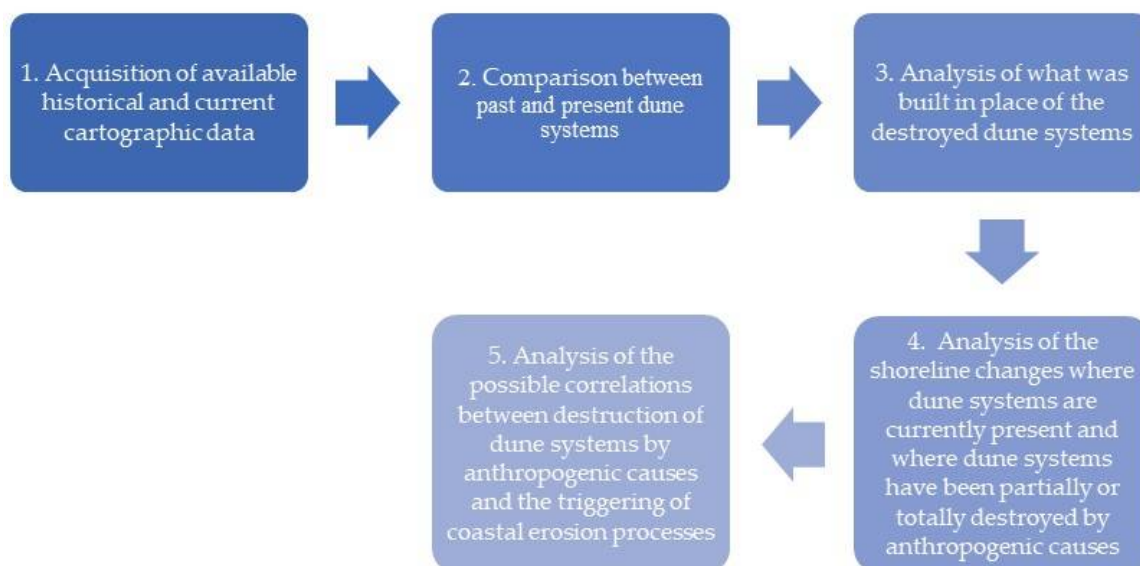 1. Acquisition of available
historical and current
cartographic data
2. Comparison between
past and present dune
systems
3. Analysis of what was
built in place of the
destroyed dune systems
4. Analysis of the
shoreline changes where
dune systems are
currently present and
where dune systems
have been partially or
totally destroyed by
anthropogenic causes
5. Analysis of the
possible correlations
between destruction of
dune systems by
anthropogenic causes
and the triggering of
coastal erosion processes